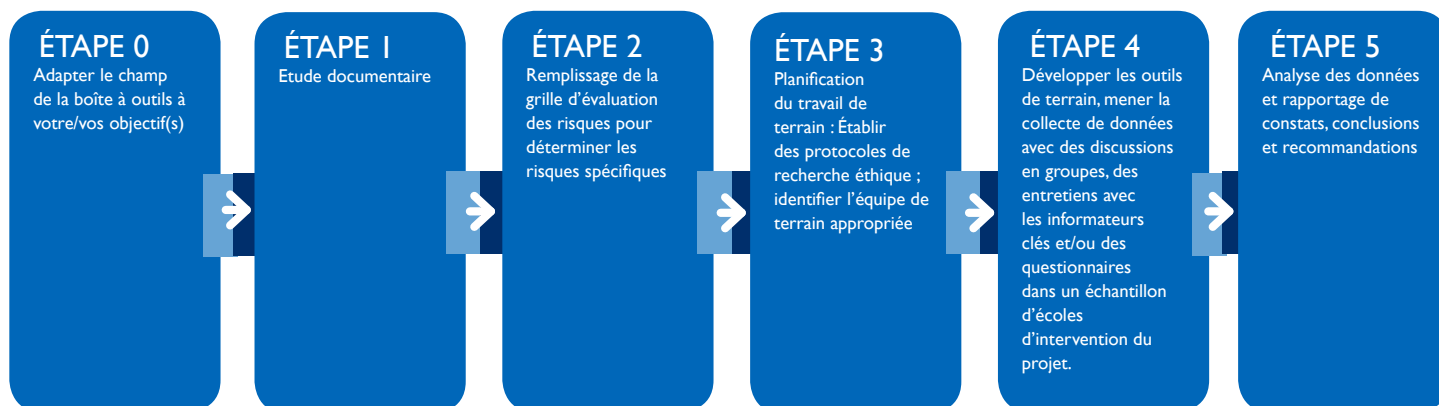 ÉTAPE 0
Adapter le champ
de la boîte à outils à
votre/vos objectif(s)
ÉTAPE 1
Etude documentaire
ÉTAPE 2
Remplissage de la
grille d’évaluation
des risques pour
déterminer les
risques spécifiques
ÉTAPE 3
Planification
du travail de
terrain : Établir
des protocoles de
recherche éthique ;
identifier l’équipe de
terrain appropriée
ÉTAPE 4
Développer les outils
de terrain, mener la
collecte de données
avec des discussions
en groupes, des
entretiens avec
les informateurs
clés et/ou des
questionnaires
dans un échantillon
d’écoles
d’intervention du
projet.
ÉTAPE 5
Analyse des données
et rapportage de
constats, conclusions
et recommandations